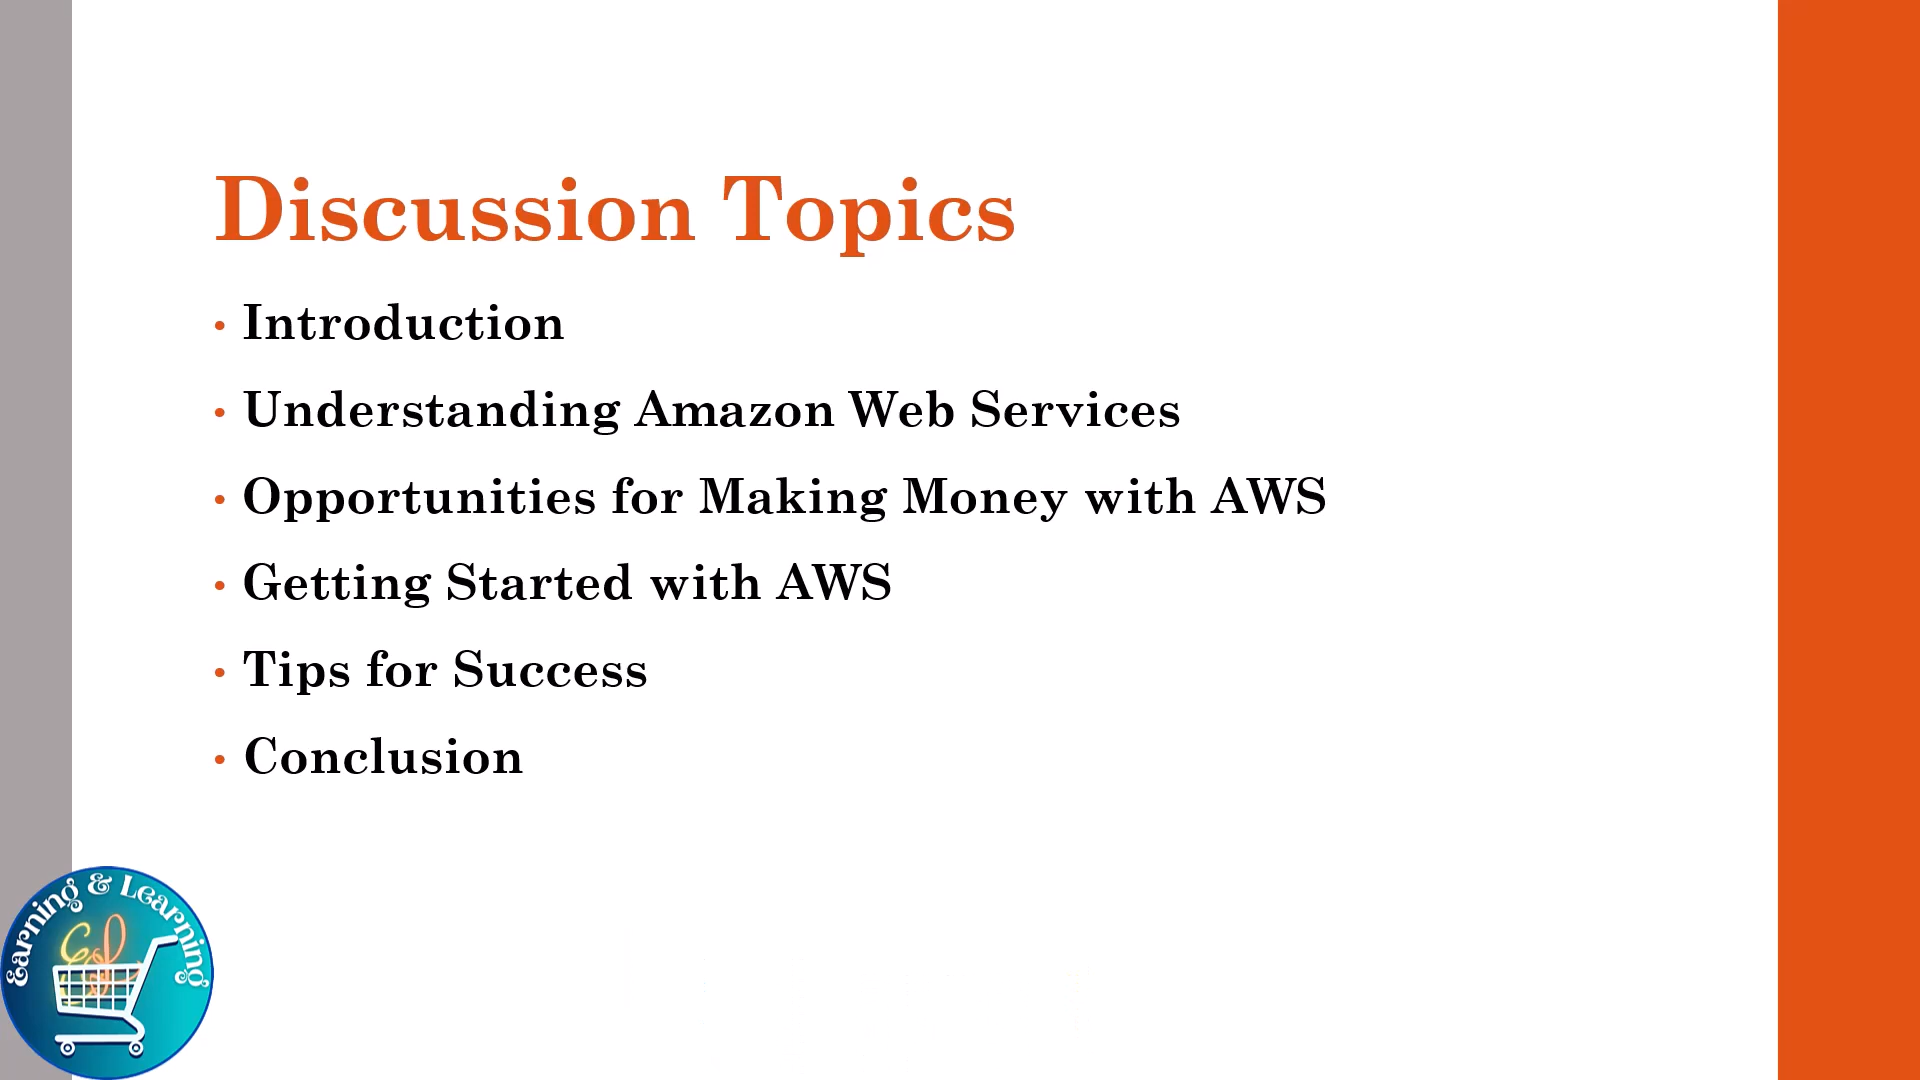 Discussion Topics
• Introduction
• Understanding Amazon Web Services
• Opportunities for Making Money with AWS
• Getting Started with AWS
• Tips for Success
• Conclusion
Earning & Learning